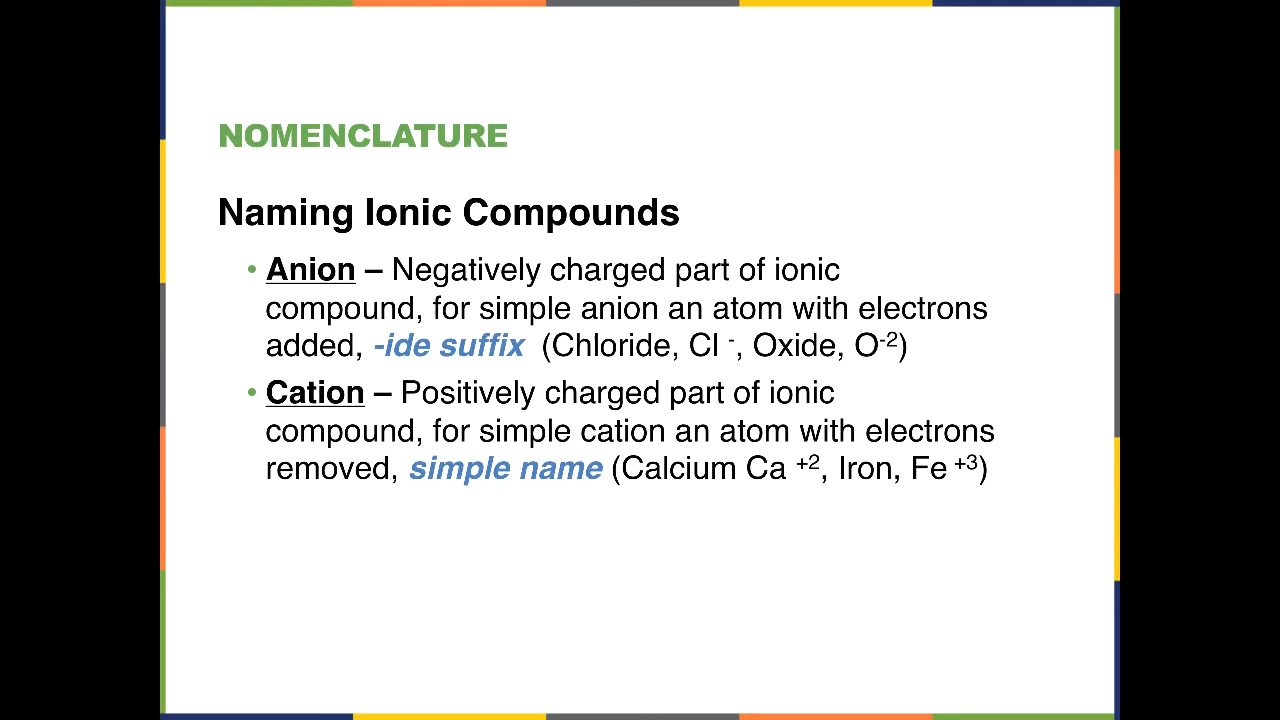 NOMENCLATURE
Naming Ionic Compounds
• Anion – Negatively charged part of ionic
compound, for simple anion an atom with electrons
added, -ide suffix (Chloride, Cl -, Oxide, O-2)
• Cation – Positively charged part of ionic
compound, for simple cation an atom with electrons
removed, simple name (Calcium Ca +2, Iron, Fe +3)